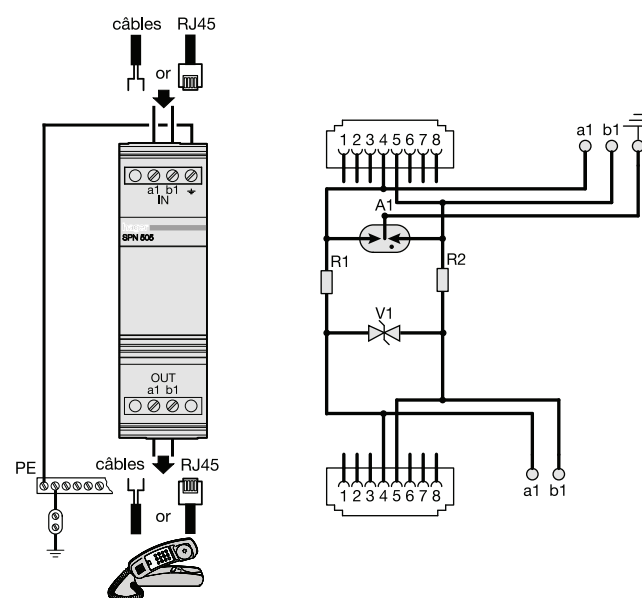 câbles RJ45
or
a1 b1
IN
SPN 505
OUT
a1 b1
PE
câbles RJ45
or
1 2 3 4 5 6 7 8
a1 b1
A1
R1 R2
V1
a1 b1
1 2 3 4 5 6 7 8